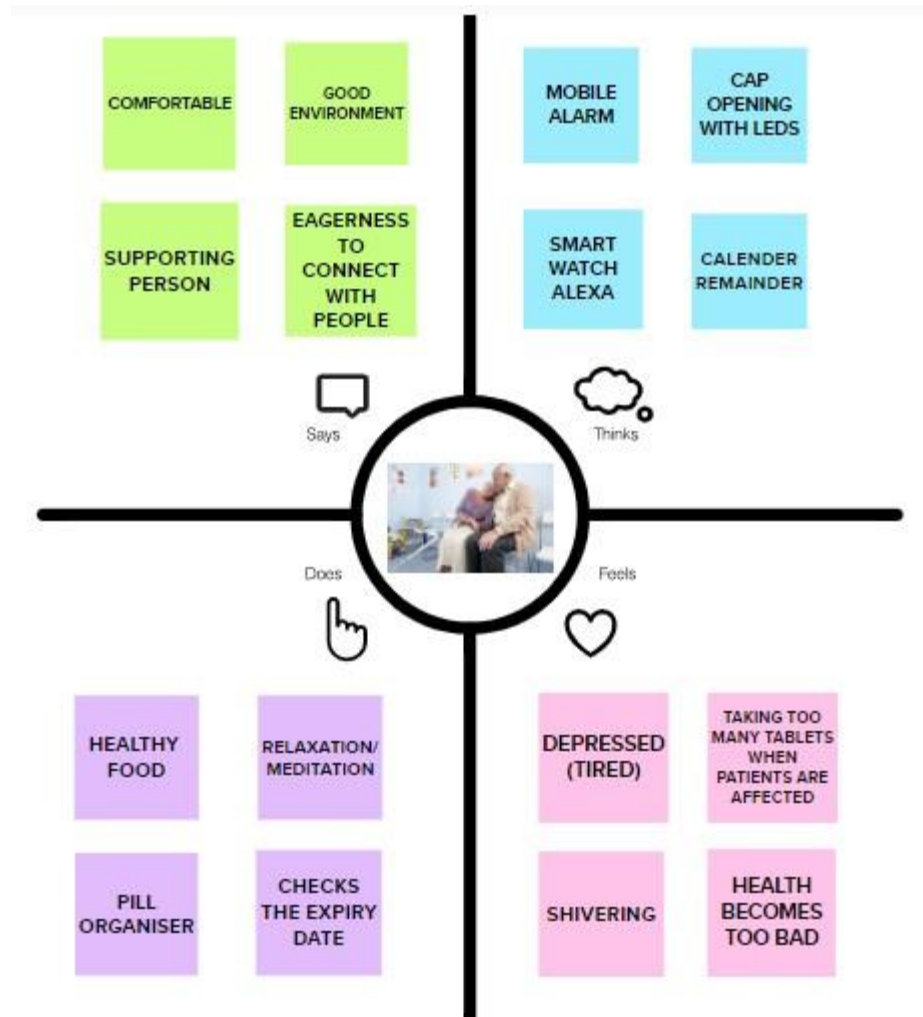 COMFORTABLE
GOOD
ENVIRONMENT
SUPPORTING
PERSON
EAGERNESS
TO
CONNECT
WITH
PEOPLE
Says
MOBILE
ALARM
CAP
OPENING
WITH LEDS
SMART
WATCH
ALEXA
CALENDER
REMAINDER
Thinks
Does
HEALTHY
FOOD
RELAXATION/
MEDITATION
PILL
ORGANISER
CHECKS
THE EXPIRY
DATE
Feels
DEPRESSED
(TIRED)
TAKING TOO
MANY TABLETS
WHEN
PATIENTS ARE
AFFECTED
SHIVERING
HEALTH
BECOMES
TOO BAD